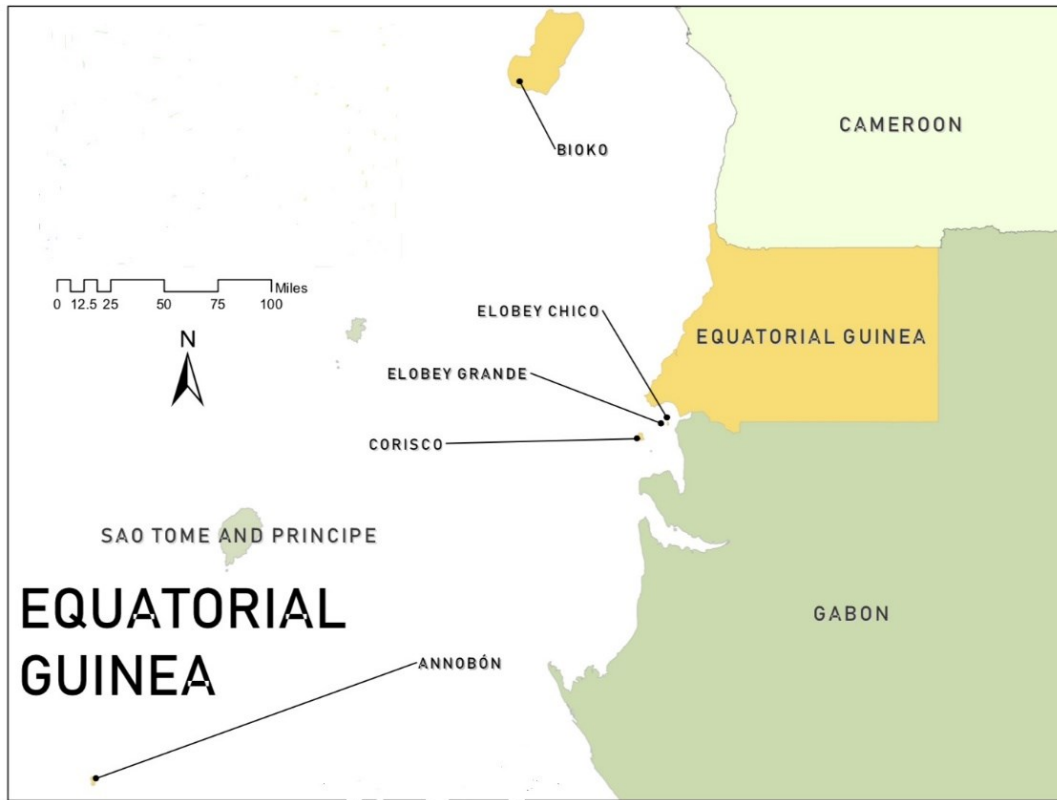 BIOKO
CAMEROON
Miles
0 12.5 25 50 75 100
N
ELOBEY CHICO
EQUATORIAL GUINEA
ELOBEY GRANDE
CORISCO
SAO TOME AND PRINCIPE
EQUATORIAL
GUINEA
GABON
ANNOBÓN